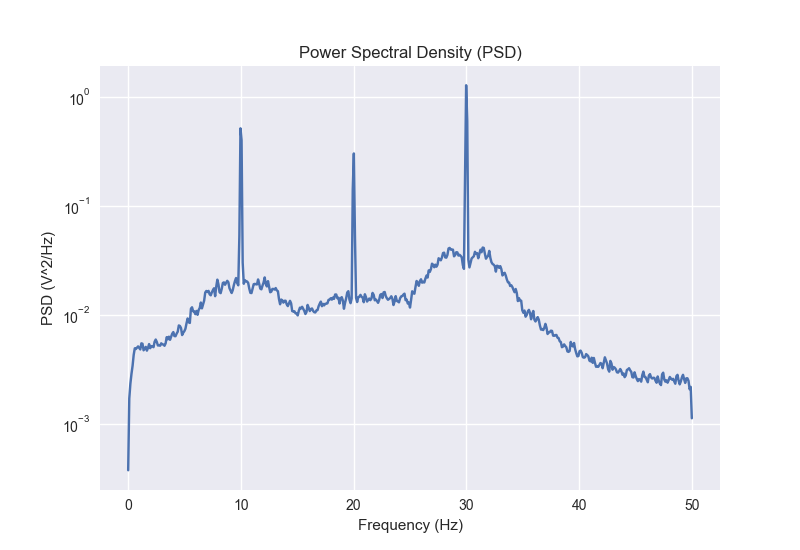 Power Spectral Density (PSD)
10⁰
10⁻¹
10⁻²
10⁻³
PSD (V^2/Hz)
0 10 20 30 40 50
Frequency (Hz)